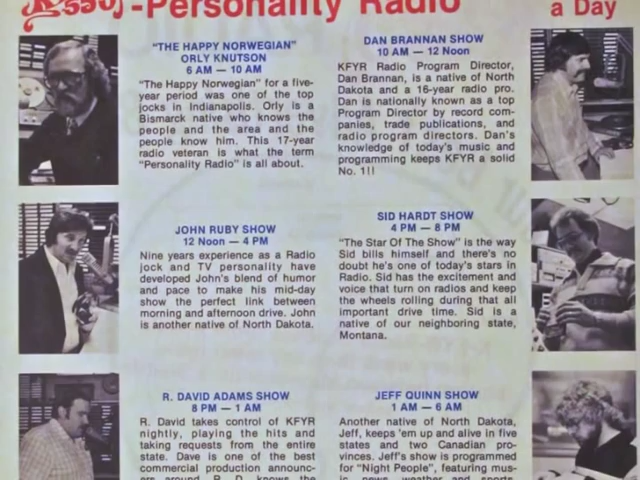 K550 -Personality Radio
a Day
"THE HAPPY NORWEGIAN"
ORLY KNUTSON
6 AM — 10 AM
"The Happy Norwegian" for a five-
year period was one of the top
jocks in Indianapolis. Orly is a
Bismarck native who knows the
people and the area and the
people know him. This 17-year
radio veteran is what the term
"Personality Radio" is all about.
DAN BRANNAN SHOW
10 AM — 12 Noon
KFYR Radio Program Director,
Dan Brannan, is a native of North
Dakota and a 16-year radio pro.
Dan is nationally known as a top
Program Director by record com-
panies, trade publications, and
radio program directors. Dan's
knowledge of today's music and
programming keeps KFYR a solid
No. 1!!
JOHN RUBY SHOW
12 Noon — 4 PM
Nine years experience as a Radio
jock and TV personality have
developed John's blend of humor
and pace to make his mid-day
show the perfect link between
morning and afternoon drive. John
is another native of North Dakota.
SID HARDT SHOW
4 PM — 8 PM
"The Star Of The Show" is the way
Sid bills himself and there's no
doubt he's one of today's stars in
Radio. Sid has the excitement and
voice that turn on radios and keep
the wheels rolling during that all
important drive time. Sid is a
native of our neighboring state,
Montana.
R. DAVID ADAMS SHOW
8 PM — 1 AM
R. David takes control of KFYR
nightly, playing the hits and
taking requests from the entire
state. Dave is one of the best
commercial production announc-
ers around. R. D. knows the
JEFF QUINN SHOW
1 AM — 6 AM
Another native of North Dakota,
Jeff, keeps 'em up and alive in five
states and two Canadian pro-
vinces. Jeff's show is programmed
for "Night People", featuring mus-
ic, news, weather and sports